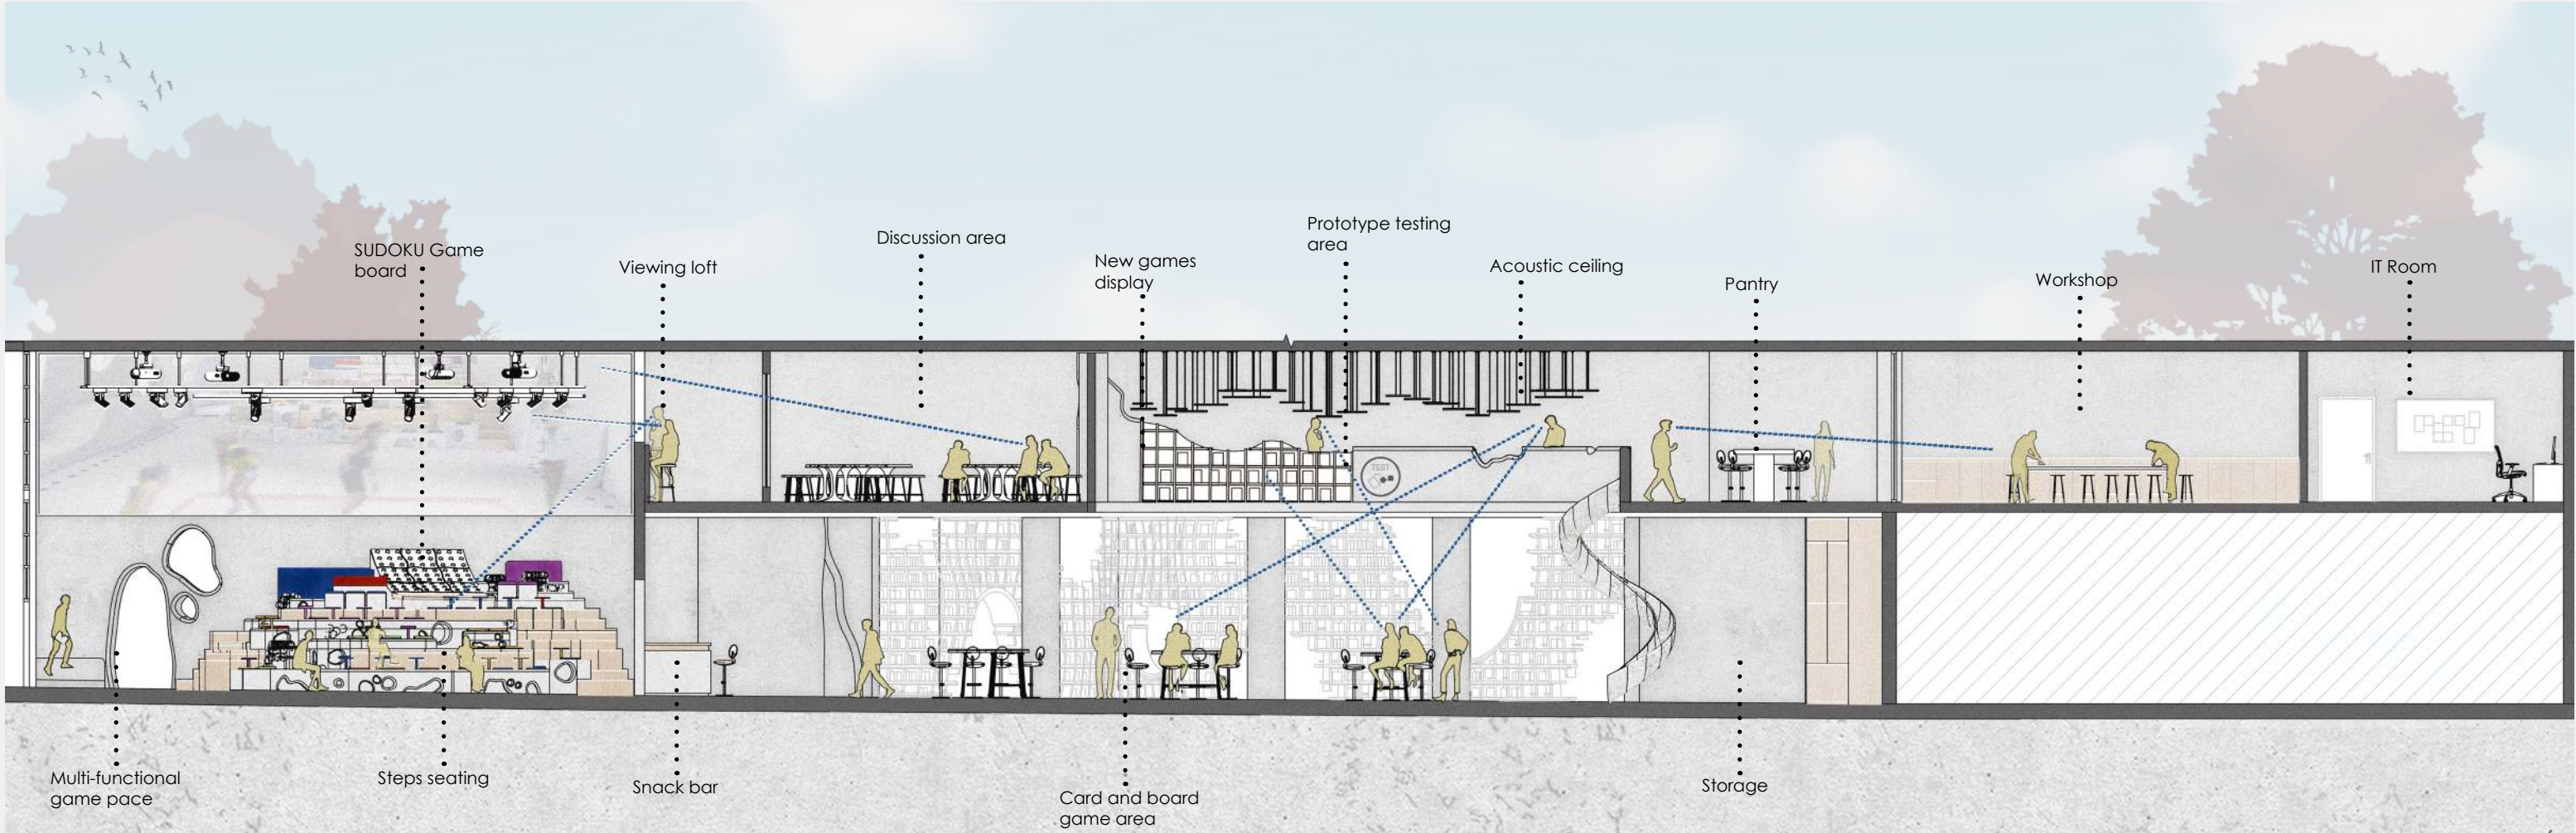 SUDOKU Game
board
Viewing loft
Discussion area
New games
display
Prototype testing
area
Acoustic ceiling
Pantry
Workshop
IT Room
TEST
Multi-functional
game pace
Steps seating
Snack bar
Card and board
game area
Storage